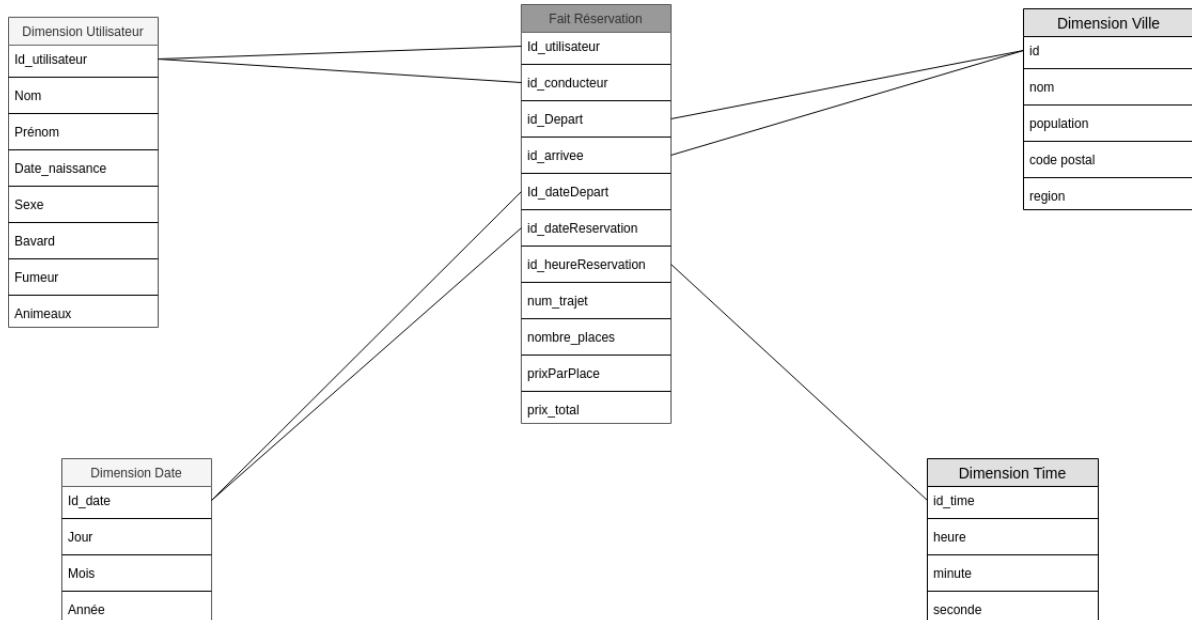 Dimension Utilisateur
Id_utilisateur
Nom
Prénom
Date_naissance
Sexe
Bavard
Fumeur
Animeaux
Fait Réservation
Id_utilisateur
id_conducteur
id_Depart
id_arrivee
Id_dateDepart
id_dateReservation
id_heureReservation
num_trajet
nombre_places
prixParPlace
prix_total
Dimension Ville
id
nom
population
code postal
region
Dimension Date
Id_date
Jour
Mois
Année
Dimension Time
id_time
heure
minute
seconde